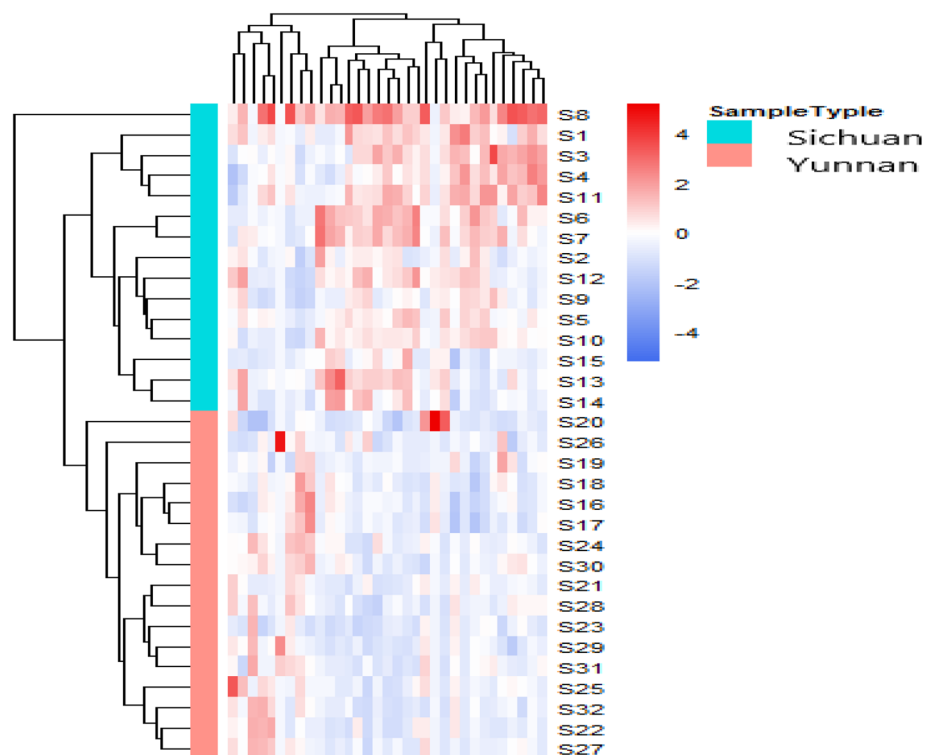 S8
S1
S3
S4
S11
S6
S7
S2
S12
S9
S5
S10
S15
S13
S14
S20
S26
S19
S18
S16
S17
S24
S30
S21
S28
S23
S29
S31
S25
S32
S22
S27
4
2
0
-2
-4
SampleTyple
Sichuan
Yunnan